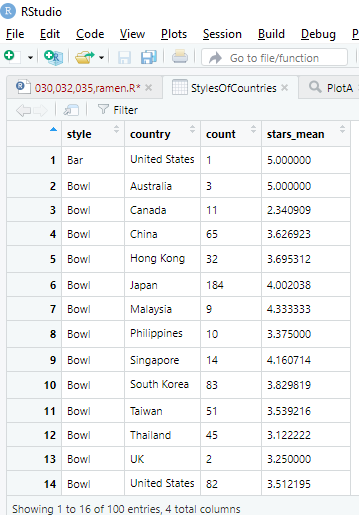 RStudio
File Edit Code View Plots Session Build Debug P
Go to file/function
030,032,035,ramen.R* StylesOfCountries PlotA
Filter
style country count stars_mean
1 Bar United States 1 5.000000
2 Bowl Australia 3 5.000000
3 Bowl Canada 11 2.340909
4 Bowl China 65 3.626923
5 Bowl Hong Kong 32 3.695312
6 Bowl Japan 184 4.002038
7 Bowl Malaysia 9 4.333333
8 Bowl Philippines 10 3.375000
9 Bowl Singapore 14 4.160714
10 Bowl South Korea 83 3.829819
11 Bowl Taiwan 51 3.539216
12 Bowl Thailand 45 3.122222
13 Bowl UK 2 3.250000
14 Bowl United States 82 3.512195
Showing 1 to 16 of 100 entries, 4 total columns